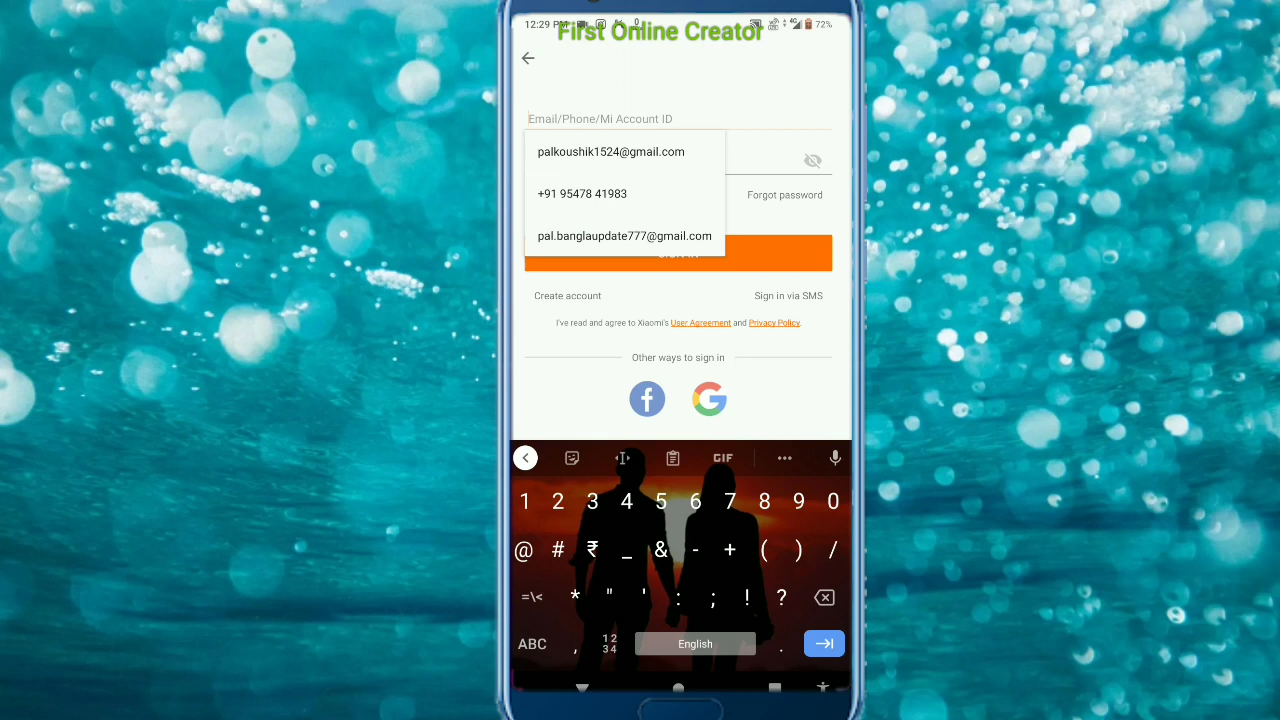 12:29 PM
First Online Creator
4G 72%
Email/Phone/Mi Account ID
palkoushik1524@gmail.com
+91 95478 41983
Forgot password
pal.banglaupdate777@gmail.com
Create account
Sign in via SMS
I've read and agree to Xiaomi's User Agreement and Privacy Policy.
Other ways to sign in
f G
GIF
1 2 3 4 5 6 7 8 9 0
@ # ₹ _ & - + ( ) /
=\< * " ' : ; ! ?
ABC , 12 34 English .